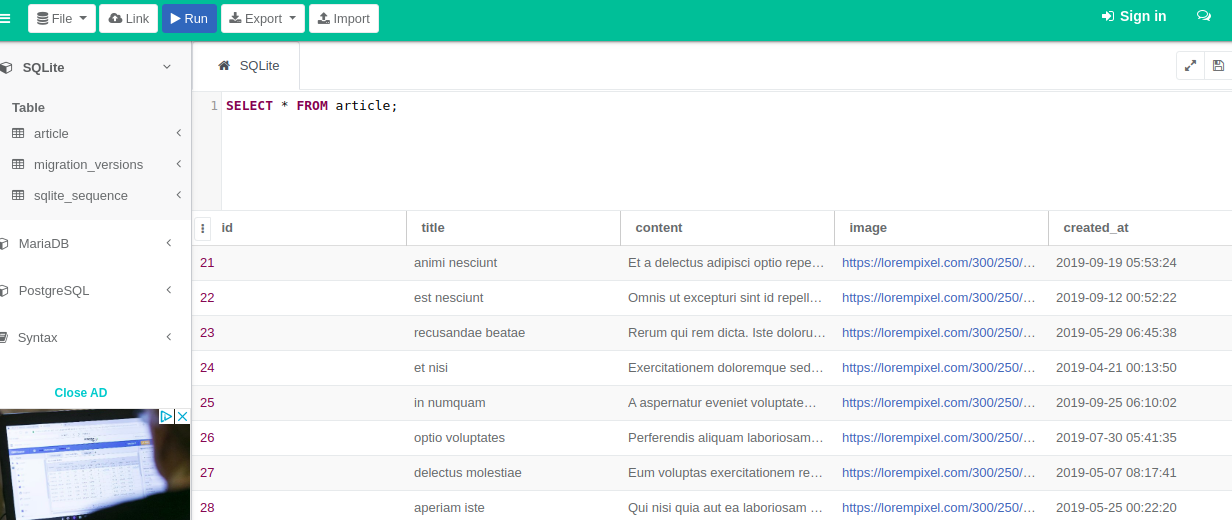 File Link Run Export Import Sign in
SQLite
SQLite
1 SELECT * FROM article;
Table
article
migration_versions
sqlite_sequence
MariaDB
PostgreSQL
Syntax
Close AD
id title content image created_at
21 animi nesciunt Et a delectus adipisci optio repe… https://lorempixel.com/300/250/… 2019-09-19 05:53:24
22 est nesciunt Omnis ut excepturi sint id repell… https://lorempixel.com/300/250/… 2019-09-12 00:52:22
23 recusandae beatae Rerum qui rem dicta. Iste doloru… https://lorempixel.com/300/250/… 2019-05-29 06:45:38
24 et nisi Exercitationem doloremque sed… https://lorempixel.com/300/250/… 2019-04-21 00:13:50
25 in numquam A aspernatur eveniet voluptate… https://lorempixel.com/300/250/… 2019-09-25 06:10:02
26 optio voluptates Perferendis aliquam laboriosam… https://lorempixel.com/300/250/… 2019-07-30 05:41:35
27 delectus molestiae Eum voluptas exercitationem re… https://lorempixel.com/300/250/… 2019-05-07 08:17:41
28 aperiam iste Qui nisi quia aut ea laboriosam … https://lorempixel.com/300/250/… 2019-05-25 00:22:20